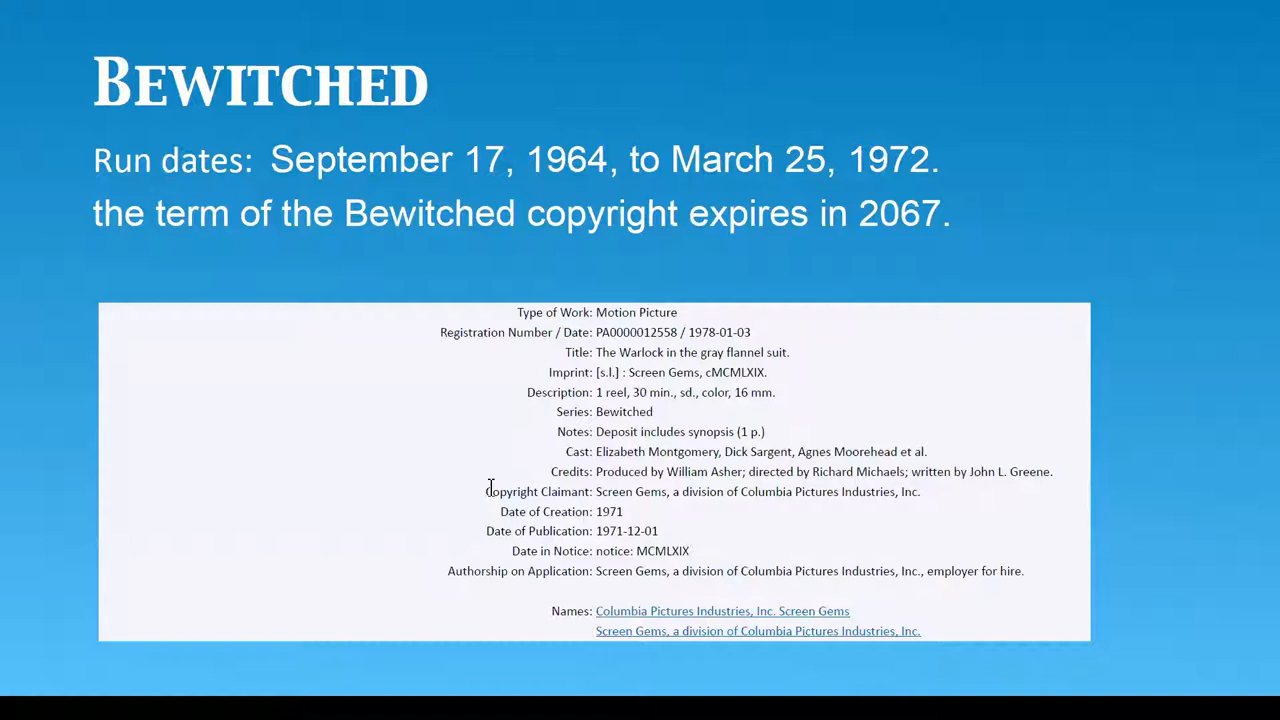 BEWITCHED
Run dates: September 17, 1964, to March 25, 1972.
the term of the Bewitched copyright expires in 2067.
Type of Work: Motion Picture
Registration Number / Date: PA0000012558 / 1978-01-03
Title: The Warlock in the gray flannel suit.
Imprint: [s.l.] : Screen Gems, cMCMLXIX.
Description: 1 reel, 30 min., sd., color, 16 mm.
Series: Bewitched
Notes: Deposit includes synopsis (1 p.)
Cast: Elizabeth Montgomery, Dick Sargent, Agnes Moorehead et al.
Credits: Produced by William Asher; directed by Richard Michaels; written by John L. Greene.
Copyright Claimant: Screen Gems, a division of Columbia Pictures Industries, Inc.
Date of Creation: 1971
Date of Publication: 1971-12-01
Date in Notice: notice: MCMLXIX
Authorship on Application: Screen Gems, a division of Columbia Pictures Industries, Inc., employer for hire.
Names: Columbia Pictures Industries, Inc. Screen Gems
Screen Gems, a division of Columbia Pictures Industries, Inc.